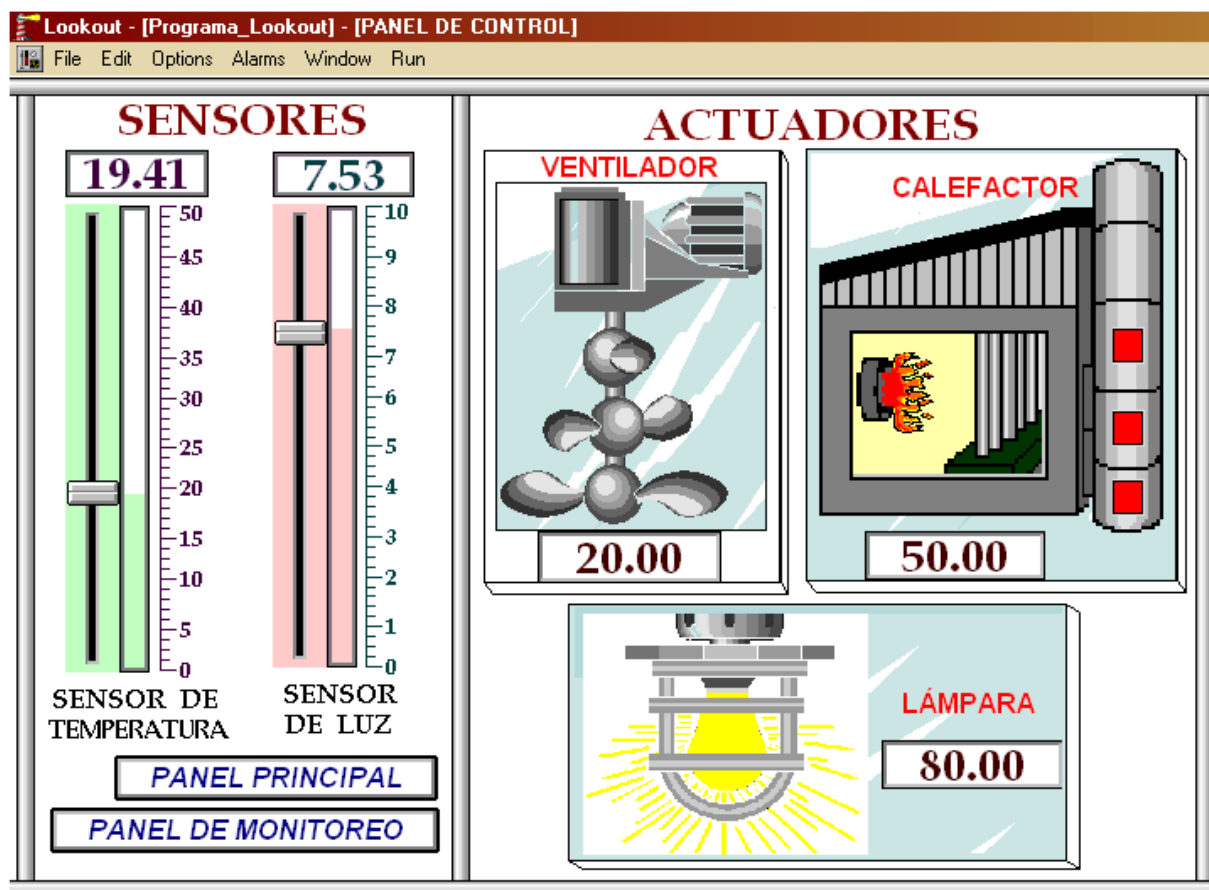 Lookout - [Programa_Lookout] - [PANEL DE CONTROL]
File Edit Options Alarms Window Run
SENSORES
19.41
7.53
50
45
40
35
30
25
20
15
10
5
0
10
9
8
7
6
5
4
3
2
1
0
SENSOR DE
TEMPERATURA
SENSOR
DE LUZ
PANEL PRINCIPAL
PANEL DE MONITOREO
ACTUADORES
VENTILADOR
20.00
CALEFACTOR
50.00
LÁMPARA
80.00